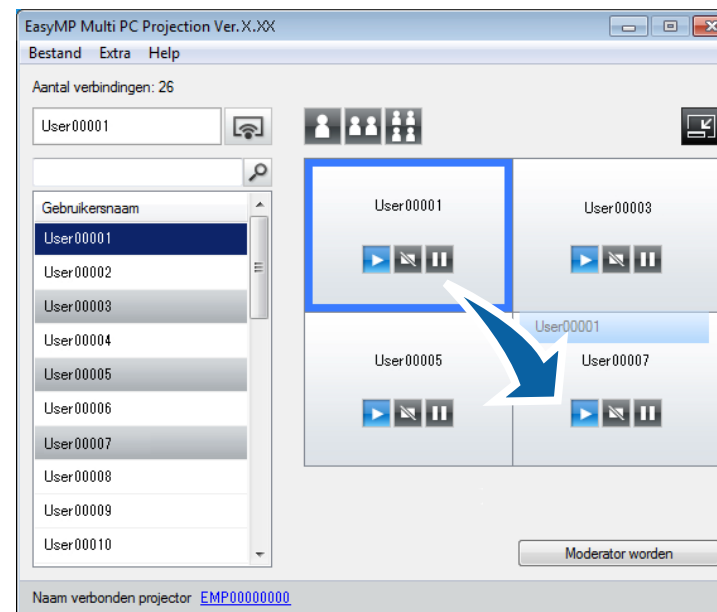 EasyMP Multi PC Projection Ver.X.XX
Bestand Extra Help
Aantal verbindingen: 26
User00001
Gebruikersnaam
User00001
User00002
User00003
User00004
User00005
User00006
User00007
User00008
User00009
User00010
User00001
User00003
User00001
User00005
User00007
Moderator worden
Naam verbonden projector EMP00000000